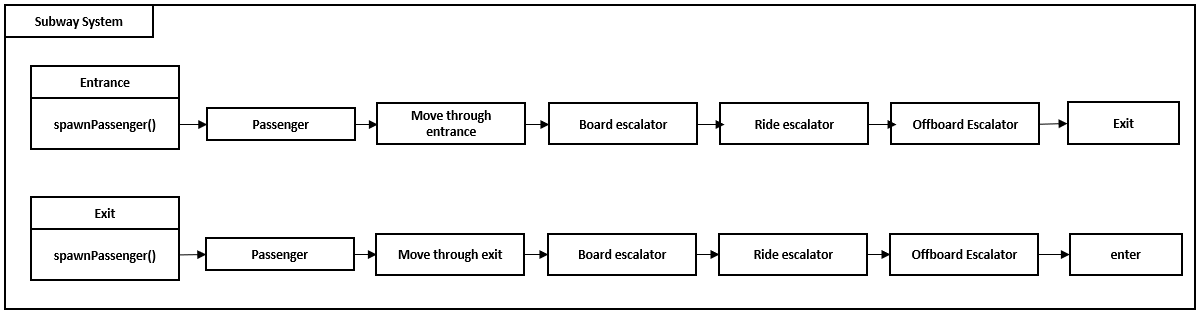 Subway System
Entrance
spawnPassenger()
Passenger
Move through
entrance
Board escalator
Ride escalator
Offboard Escalator
Exit
Exit
spawnPassenger()
Passenger
Move through exit
Board escalator
Ride escalator
Offboard Escalator
enter